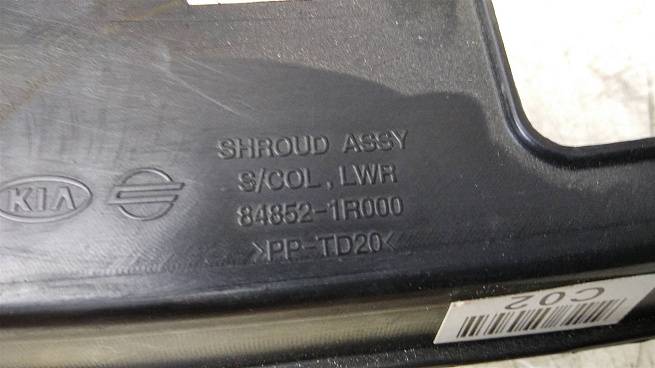 SHROUD ASSY
S/COL, LWR
KIA
84852-1R000
>PP-TD20<
C02